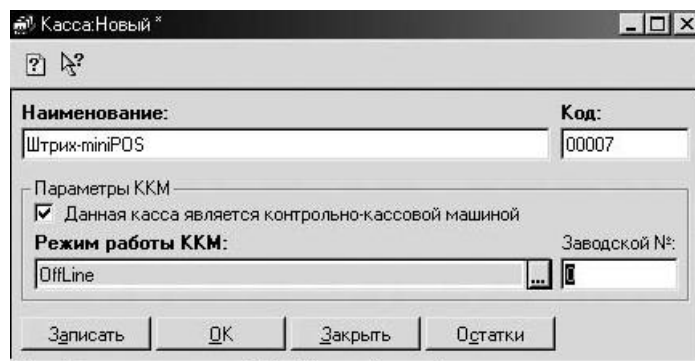 Касса:Новый *
Наименование:
Код:
Штрих-miniPOS
00007
Параметры ККМ
Данная касса является контрольно-кассовой машиной
Режим работы ККМ:
Заводской №:
OffLine
...
0
Записать
OK
Закрыть
Остатки